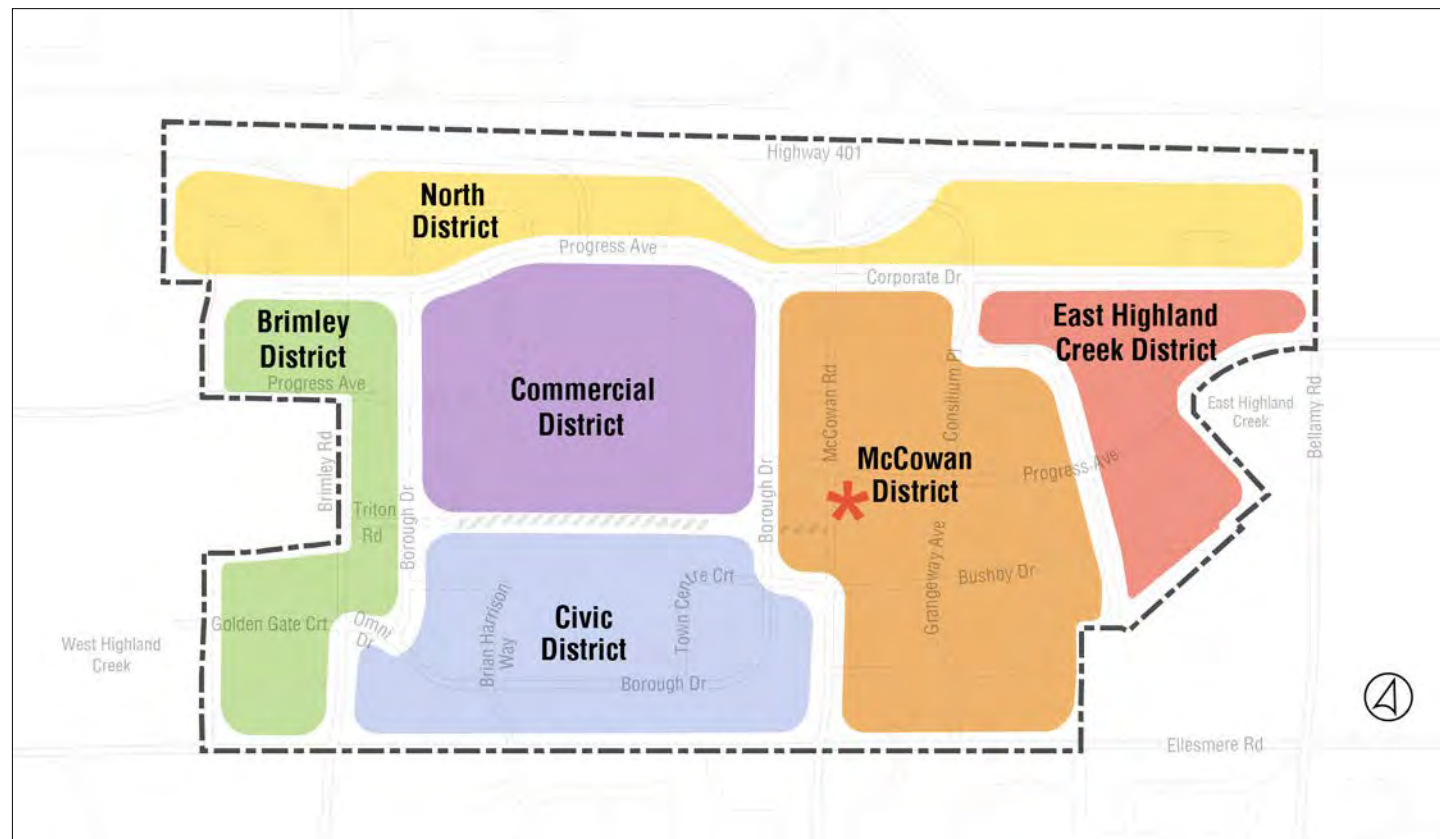 Highway 401
North
District
Progress Ave
Corporate Dr
Brimley
District
Progress Ave
East Highland
Creek District
Commercial
District
McCowan Rd
Consilium Pl
East Highland
Creek
Bellamy Rd
McCowan
District
Progress Ave
Brimley Rd
Triton
Rd
Borough Dr
Borough Dr
Grangeway Ave
Bushby Dr
Golden Gate Crt
Omni
Dr
Brian Harrison
Way
Civic
District
Town Centre Crt
Borough Dr
West Highland
Creek
Ellesmere Rd